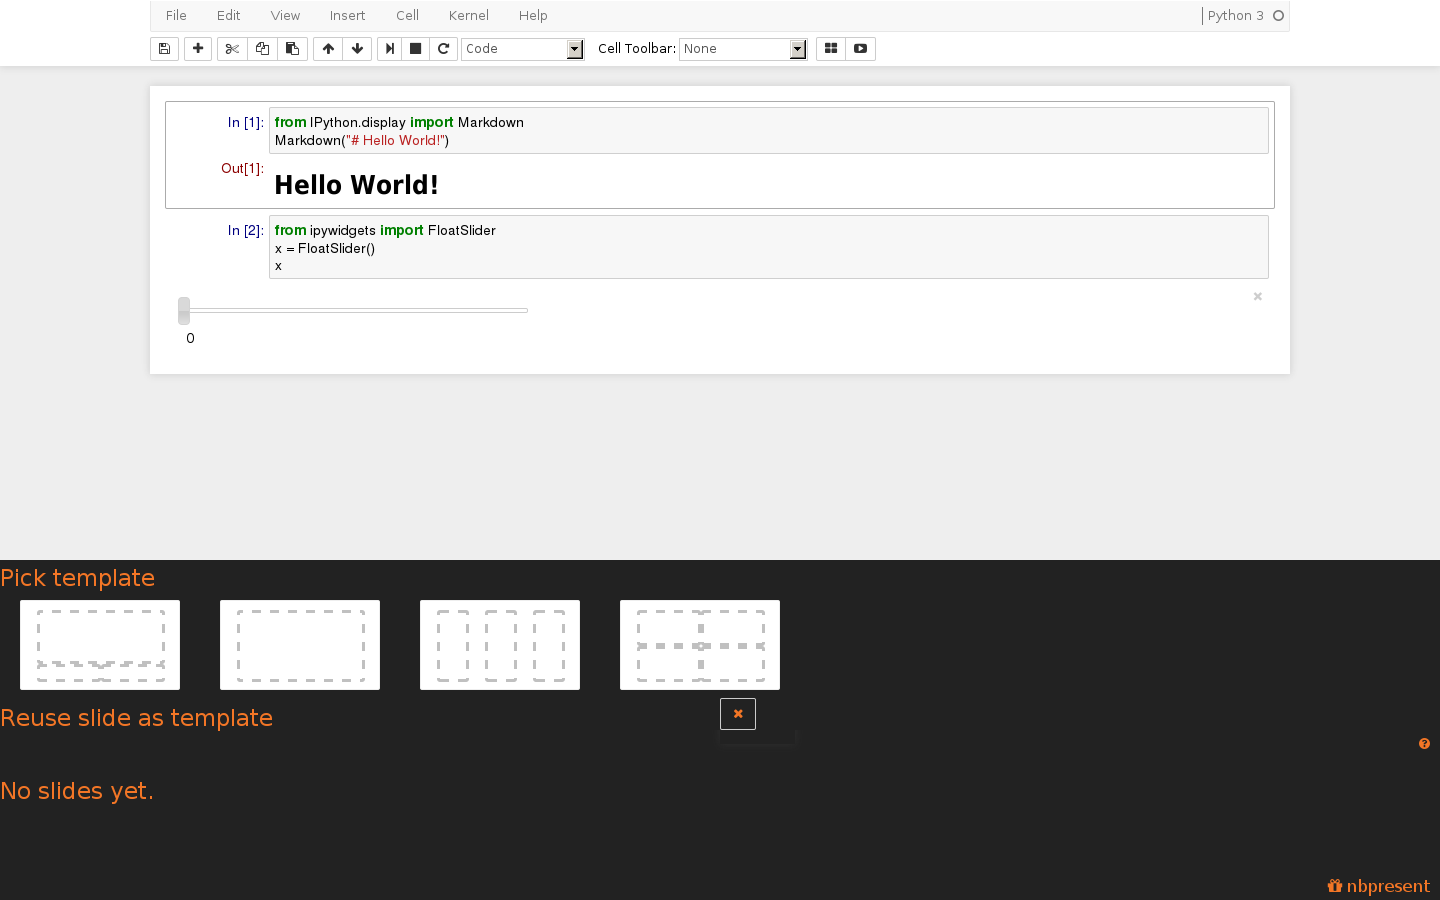 File Edit View Insert Cell Kernel Help Python 3
Code Cell Toolbar: None
In [1]: from IPython.display import Markdown
Markdown("# Hello World!")
Out[1]: Hello World!
In [2]: from ipywidgets import FloatSlider
x = FloatSlider()
x
0
Pick template
Reuse slide as template
No slides yet.
nbpresent